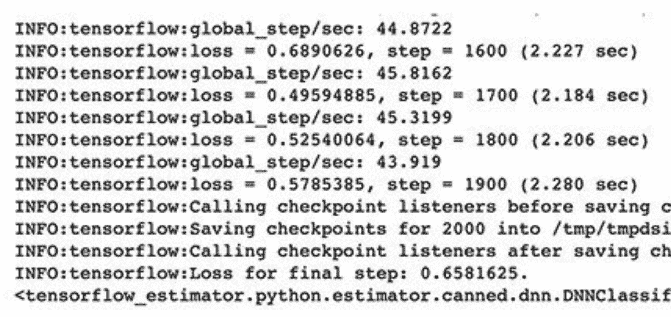 INFO:tensorflow:global_step/sec: 44.8722
INFO:tensorflow:loss = 0.6890626, step = 1600 (2.227 sec)
INFO:tensorflow:global_step/sec: 45.8162
INFO:tensorflow:loss = 0.49594885, step = 1700 (2.184 sec)
INFO:tensorflow:global_step/sec: 45.3199
INFO:tensorflow:loss = 0.52540064, step = 1800 (2.206 sec)
INFO:tensorflow:global_step/sec: 43.919
INFO:tensorflow:loss = 0.5785385, step = 1900 (2.280 sec)
INFO:tensorflow:Calling checkpoint listeners before saving c
INFO:tensorflow:Saving checkpoints for 2000 into /tmp/tmpdsi
INFO:tensorflow:Calling checkpoint listeners after saving ch
INFO:tensorflow:Loss for final step: 0.6581625.
<tensorflow_estimator.python.estimator.canned.dnn.DNNClassif